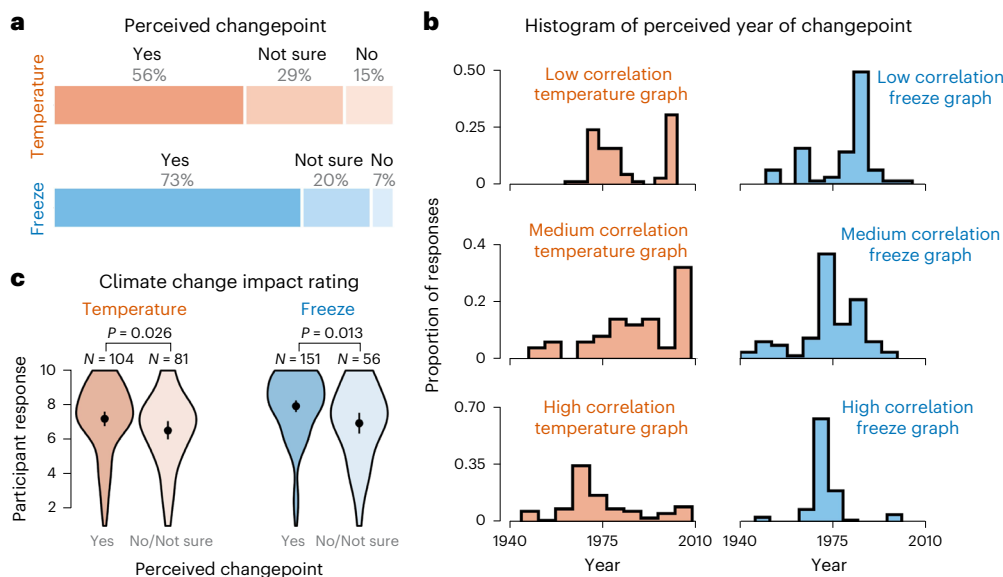 a
Perceived changepoint
Temperature
Yes Not sure No
56% 29% 15%
Freeze
Yes Not sure No
73% 20% 7%
b
Histogram of perceived year of changepoint
Proportion of responses
0.50
0.25
0
Low correlation
temperature graph
Low correlation
freeze graph
0.4
0.2
0
Medium correlation
temperature graph
Medium correlation
freeze graph
0.70
0.35
0
High correlation
temperature graph
High correlation
freeze graph
1940 1975 2010 1940 1975 2010
Year Year
c
Climate change impact rating
Temperature Freeze
P = 0.026 P = 0.013
N = 104 N = 81 N = 151 N = 56
Participant response
10
8
6
4
2
Yes No/Not sure Yes No/Not sure
Perceived changepoint